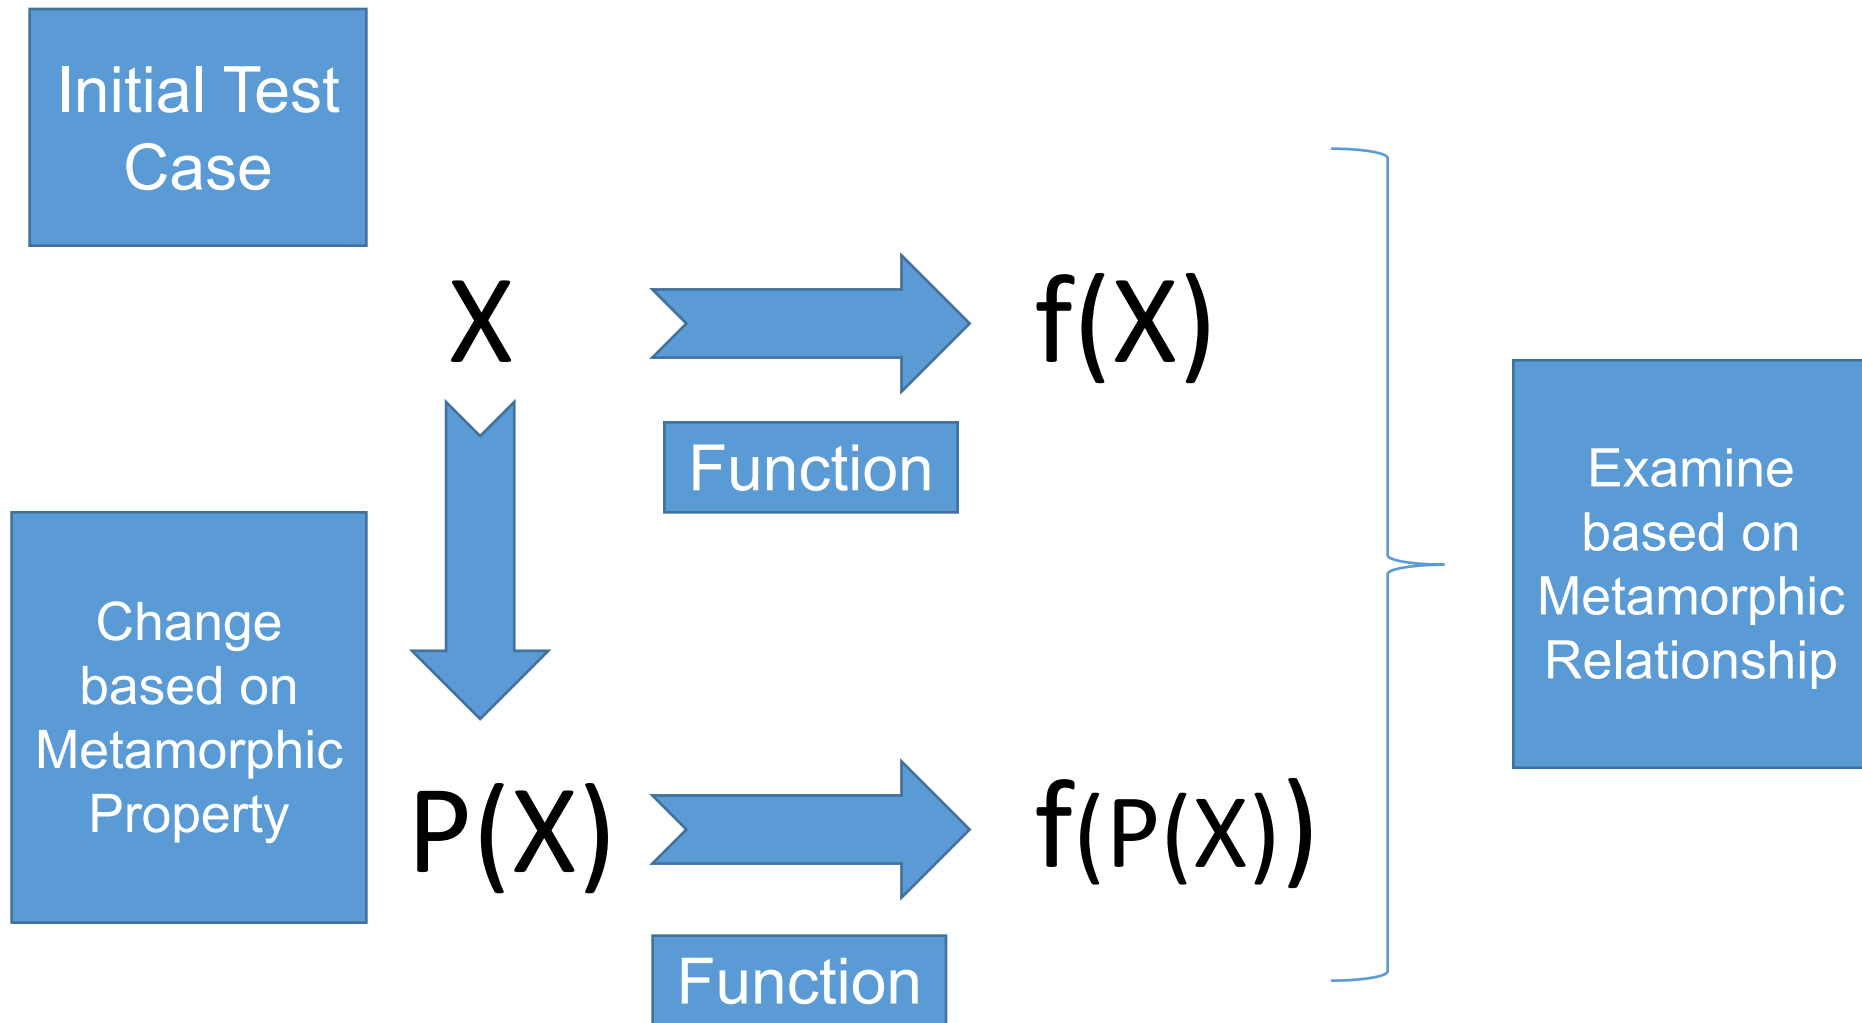 Initial Test
Case
X
f(X)
Function
Change
based on
Metamorphic
Property
P(X)
f(P(X))
Function
Examine
based on
Metamorphic
Relationship